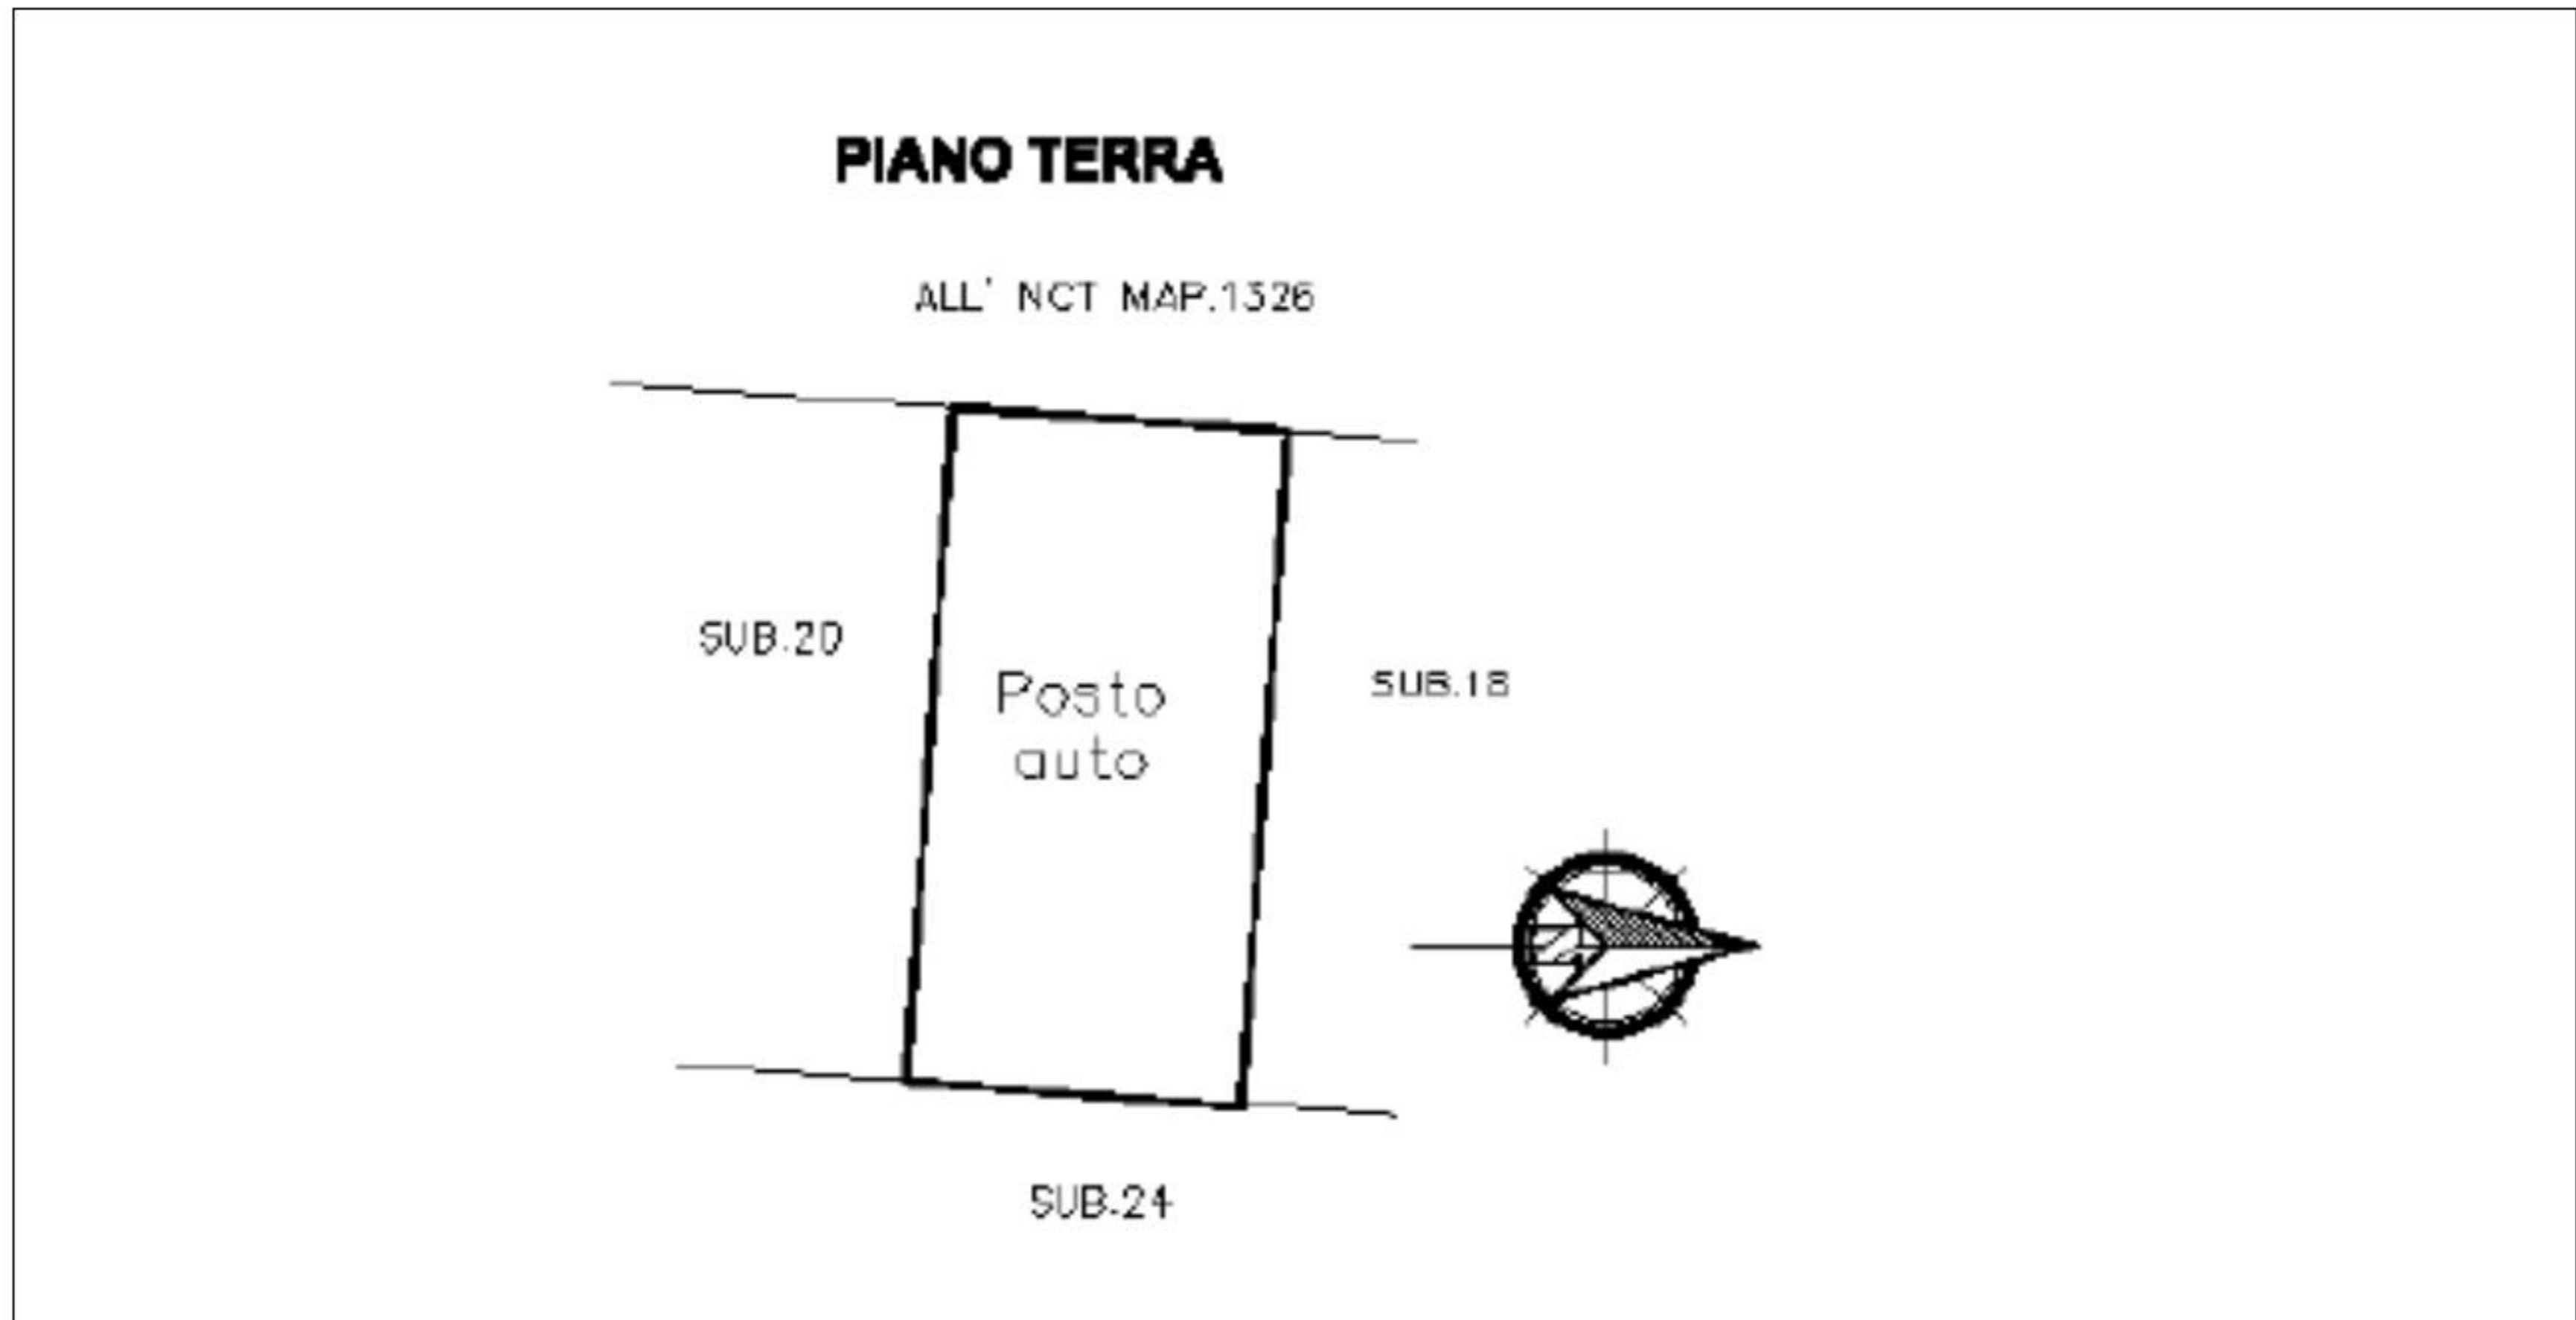 PIANO TERRA
ALL' NCT MAP.1326
SUB.20
Posto
auto
SUB.18
SUB.24